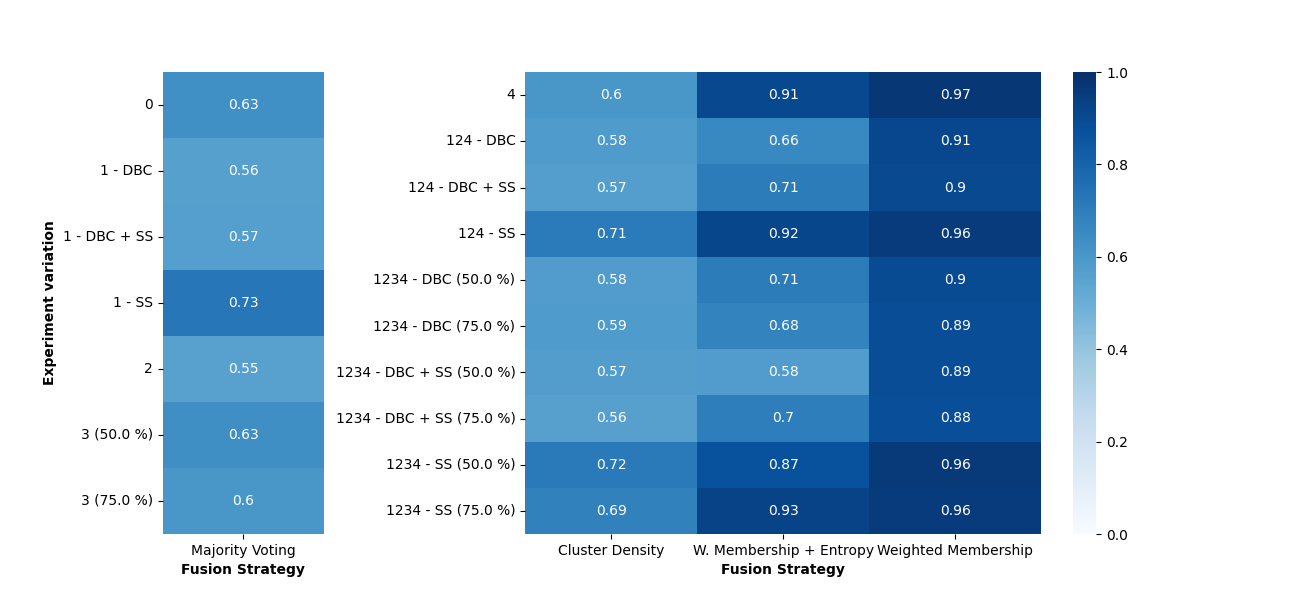 Experiment variation
0 0.63
1 - DBC 0.56
1 - DBC + SS 0.57
1 - SS 0.73
2 0.55
3 (50.0 %) 0.63
3 (75.0 %) 0.6
Majority Voting
Fusion Strategy
4 0.6 0.91 0.97
124 - DBC 0.58 0.66 0.91
124 - DBC + SS 0.57 0.71 0.9
124 - SS 0.71 0.92 0.96
1234 - DBC (50.0 %) 0.58 0.71 0.9
1234 - DBC (75.0 %) 0.59 0.68 0.89
1234 - DBC + SS (50.0 %) 0.57 0.58 0.89
1234 - DBC + SS (75.0 %) 0.56 0.7 0.88
1234 - SS (50.0 %) 0.72 0.87 0.96
1234 - SS (75.0 %) 0.69 0.93 0.96
Cluster Density W. Membership + Entropy Weighted Membership
Fusion Strategy
1.0
0.8
0.6
0.4
0.2
0.0